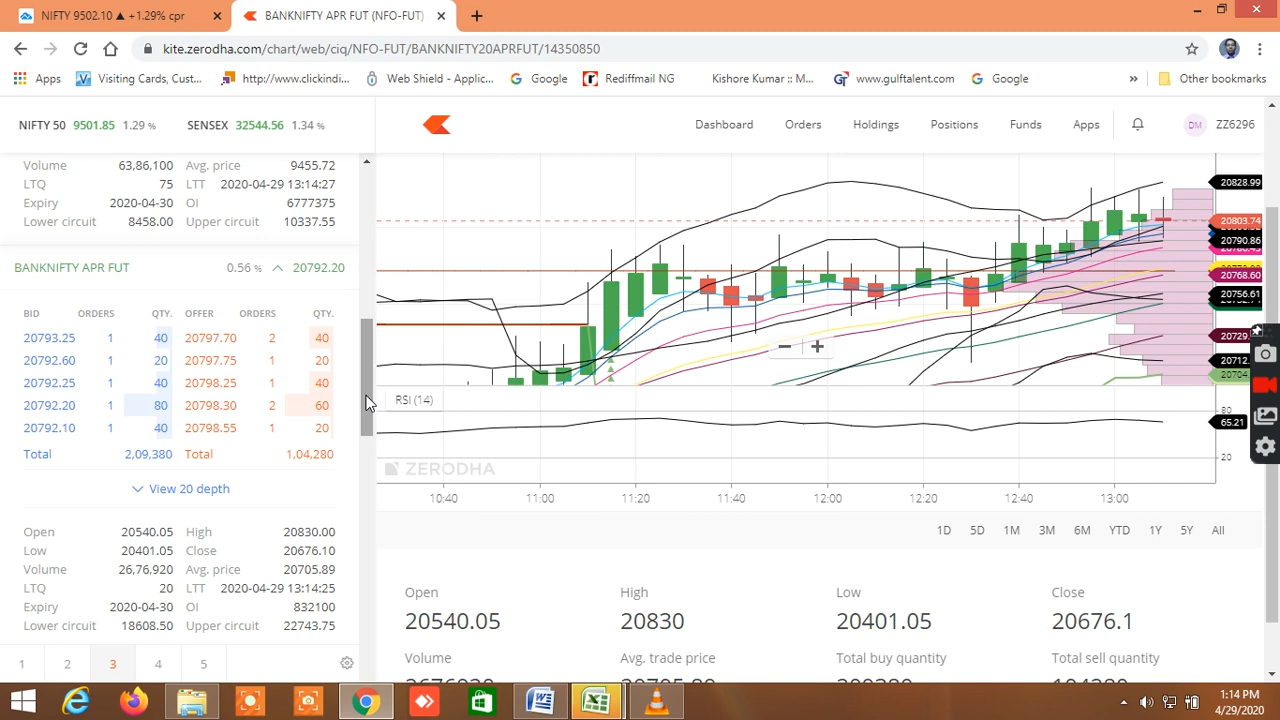 NIFTY 9502.10 ▲ +1.29% cpr
BANKNIFTY APR FUT (NFO-FUT)
kite.zerodha.com/chart/web/ciq/NFO-FUT/BANKNIFTY20APRFUT/14350850
Apps Visiting Cards, Cust... http://www.clickindi... Web Shield - Applic... Google Rediffmail NG Kishore Kumar :: M... www.gulftalent.com Google » Other bookmarks
NIFTY 50 9501.85 1.29 % SENSEX 32544.56 1.34 %
Dashboard Orders Holdings Positions Funds Apps DM ZZ6296
Volume 63,86,100 Avg. price 9455.72
LTQ 75 LTT 2020-04-29 13:14:27
Expiry 2020-04-30 OI 6777375
Lower circuit 8458.00 Upper circuit 10337.55
BANKNIFTY APR FUT 0.56 % 20792.20
BID ORDERS QTY. OFFER ORDERS QTY.
20793.25 1 40 20797.70 2 40
20792.60 1 20 20797.75 1 20
20792.25 1 40 20798.25 1 40
20792.20 1 80 20798.30 2 60
20792.10 1 40 20798.55 1 20
Total 2,09,380 Total 1,04,280
View 20 depth
Open 20540.05 High 20830.00
Low 20401.05 Close 20676.10
Volume 26,76,920 Avg. price 20705.89
LTQ 20 LTT 2020-04-29 13:14:25
Expiry 2020-04-30 OI 832100
Lower circuit 18608.50 Upper circuit 22743.75
1 2 3 4 5
20828.99
20803.74
20790.86
20768.60
20756.61
20729.
20712.
20704
RSI (14)
80
65.21
20
ZERODHA
10:40 11:00 11:20 11:40 12:00 12:20 12:40 13:00
1D 5D 1M 3M 6M YTD 1Y 5Y All
Open High Low Close
20540.05 20830 20401.05 20676.1
Volume Avg. trade price Total buy quantity Total sell quantity
1:14 PM
4/29/2020